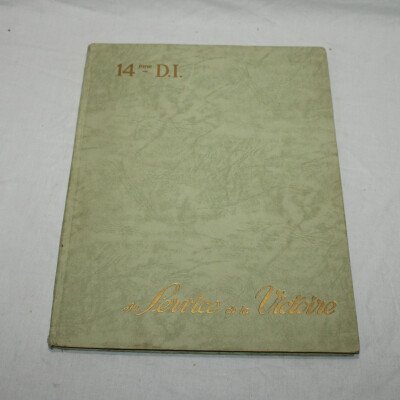 14ème D.I.
au Service de la Victoire